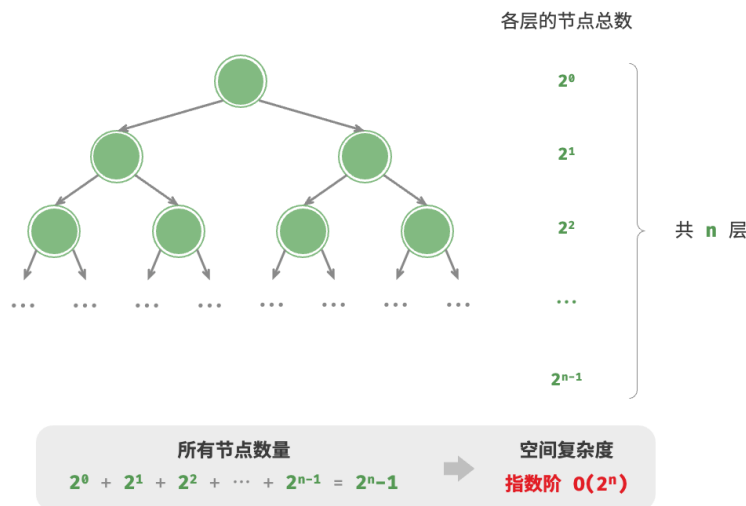 各层的节点总数
2⁰
2¹
2²
共 n 层
... ... ... ... ... ... ... ...
...
2ⁿ⁻¹
所有节点数量
2⁰ + 2¹ + 2² + ··· + 2ⁿ⁻¹ = 2ⁿ-1
空间复杂度
指数阶 O(2ⁿ)